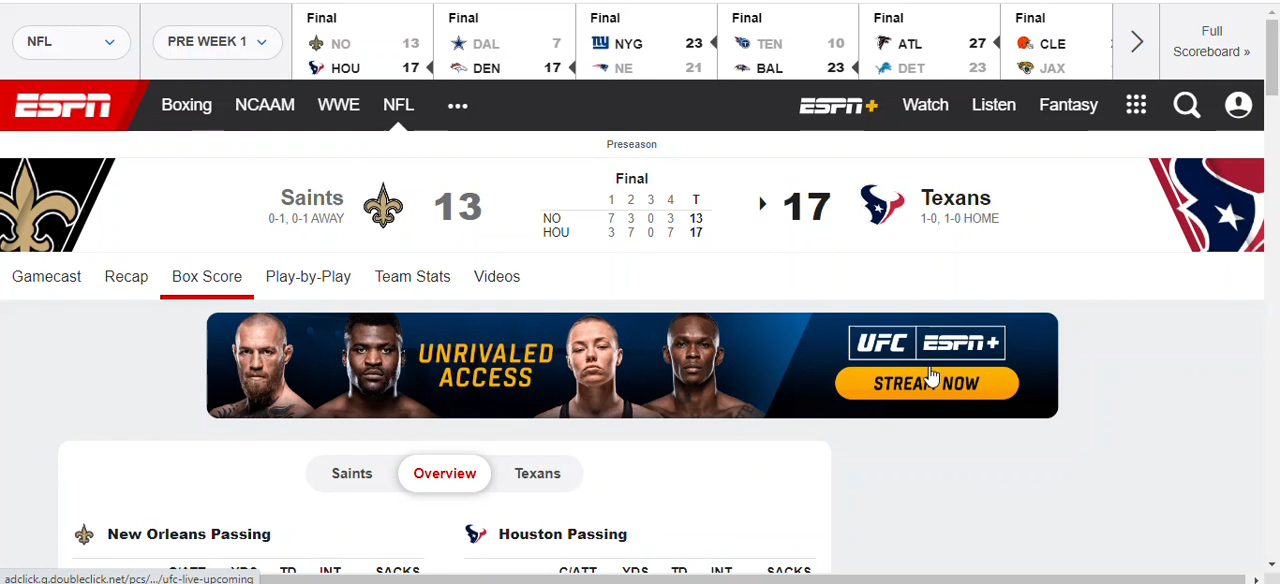 NFL
PRE WEEK 1
Final
NO 13
HOU 17
Final
DAL 7
DEN 17
Final
NYG 23
NE 21
Final
TEN 10
BAL 23
Final
ATL 27
DET 23
Final
CLE
JAX
Full
Scoreboard »
ESPN Boxing NCAAM WWE NFL ••• ESPN+ Watch Listen Fantasy
Preseason
Saints
0-1, 0-1 AWAY
13
Final
1 2 3 4 T
NO 7 3 0 3 13
HOU 3 7 0 7 17
17
Texans
1-0, 1-0 HOME
Gamecast Recap Box Score Play-by-Play Team Stats Videos
UNRIVALED
ACCESS
UFC ESPN+
STREAM NOW
Saints Overview Texans
New Orleans Passing
Houston Passing
C/ATT YDS TD INT SACKS
C/ATT YDS TD INT SACKS
adclick.g.doubleclick.net/pcs/.../ufc-live-upcoming